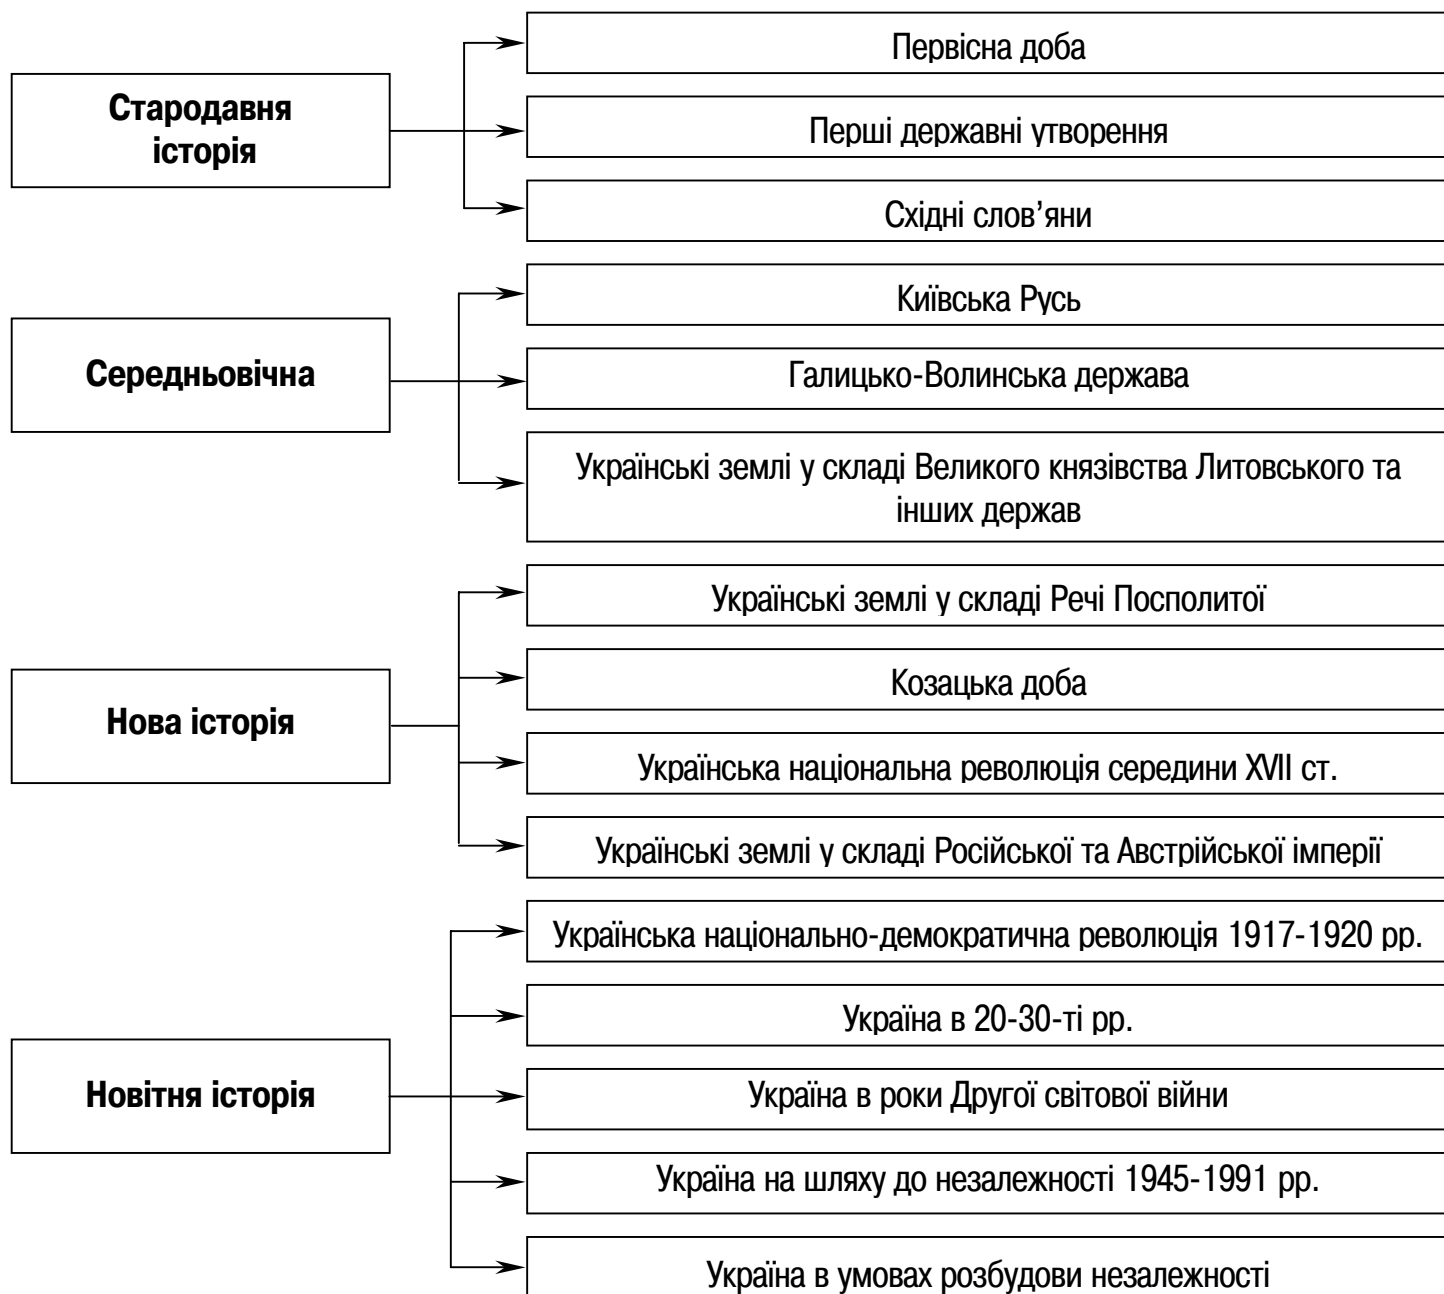 Стародавня
історія
Первісна доба
Перші державні утворення
Східні слов’яни
Середньовічна
Київська Русь
Галицько-Волинська держава
Українські землі у складі Великого князівства Литовського та
інших держав
Нова історія
Українські землі у складі Речі Посполитої
Козацька доба
Українська національна революція середини XVII ст.
Українські землі у складі Російської та Австрійської імперії
Новітня історія
Українська національно-демократична революція 1917-1920 рр.
Україна в 20-30-ті рр.
Україна в роки Другої світової війни
Україна на шляху до незалежності 1945-1991 рр.
Україна в умовах розбудови незалежності